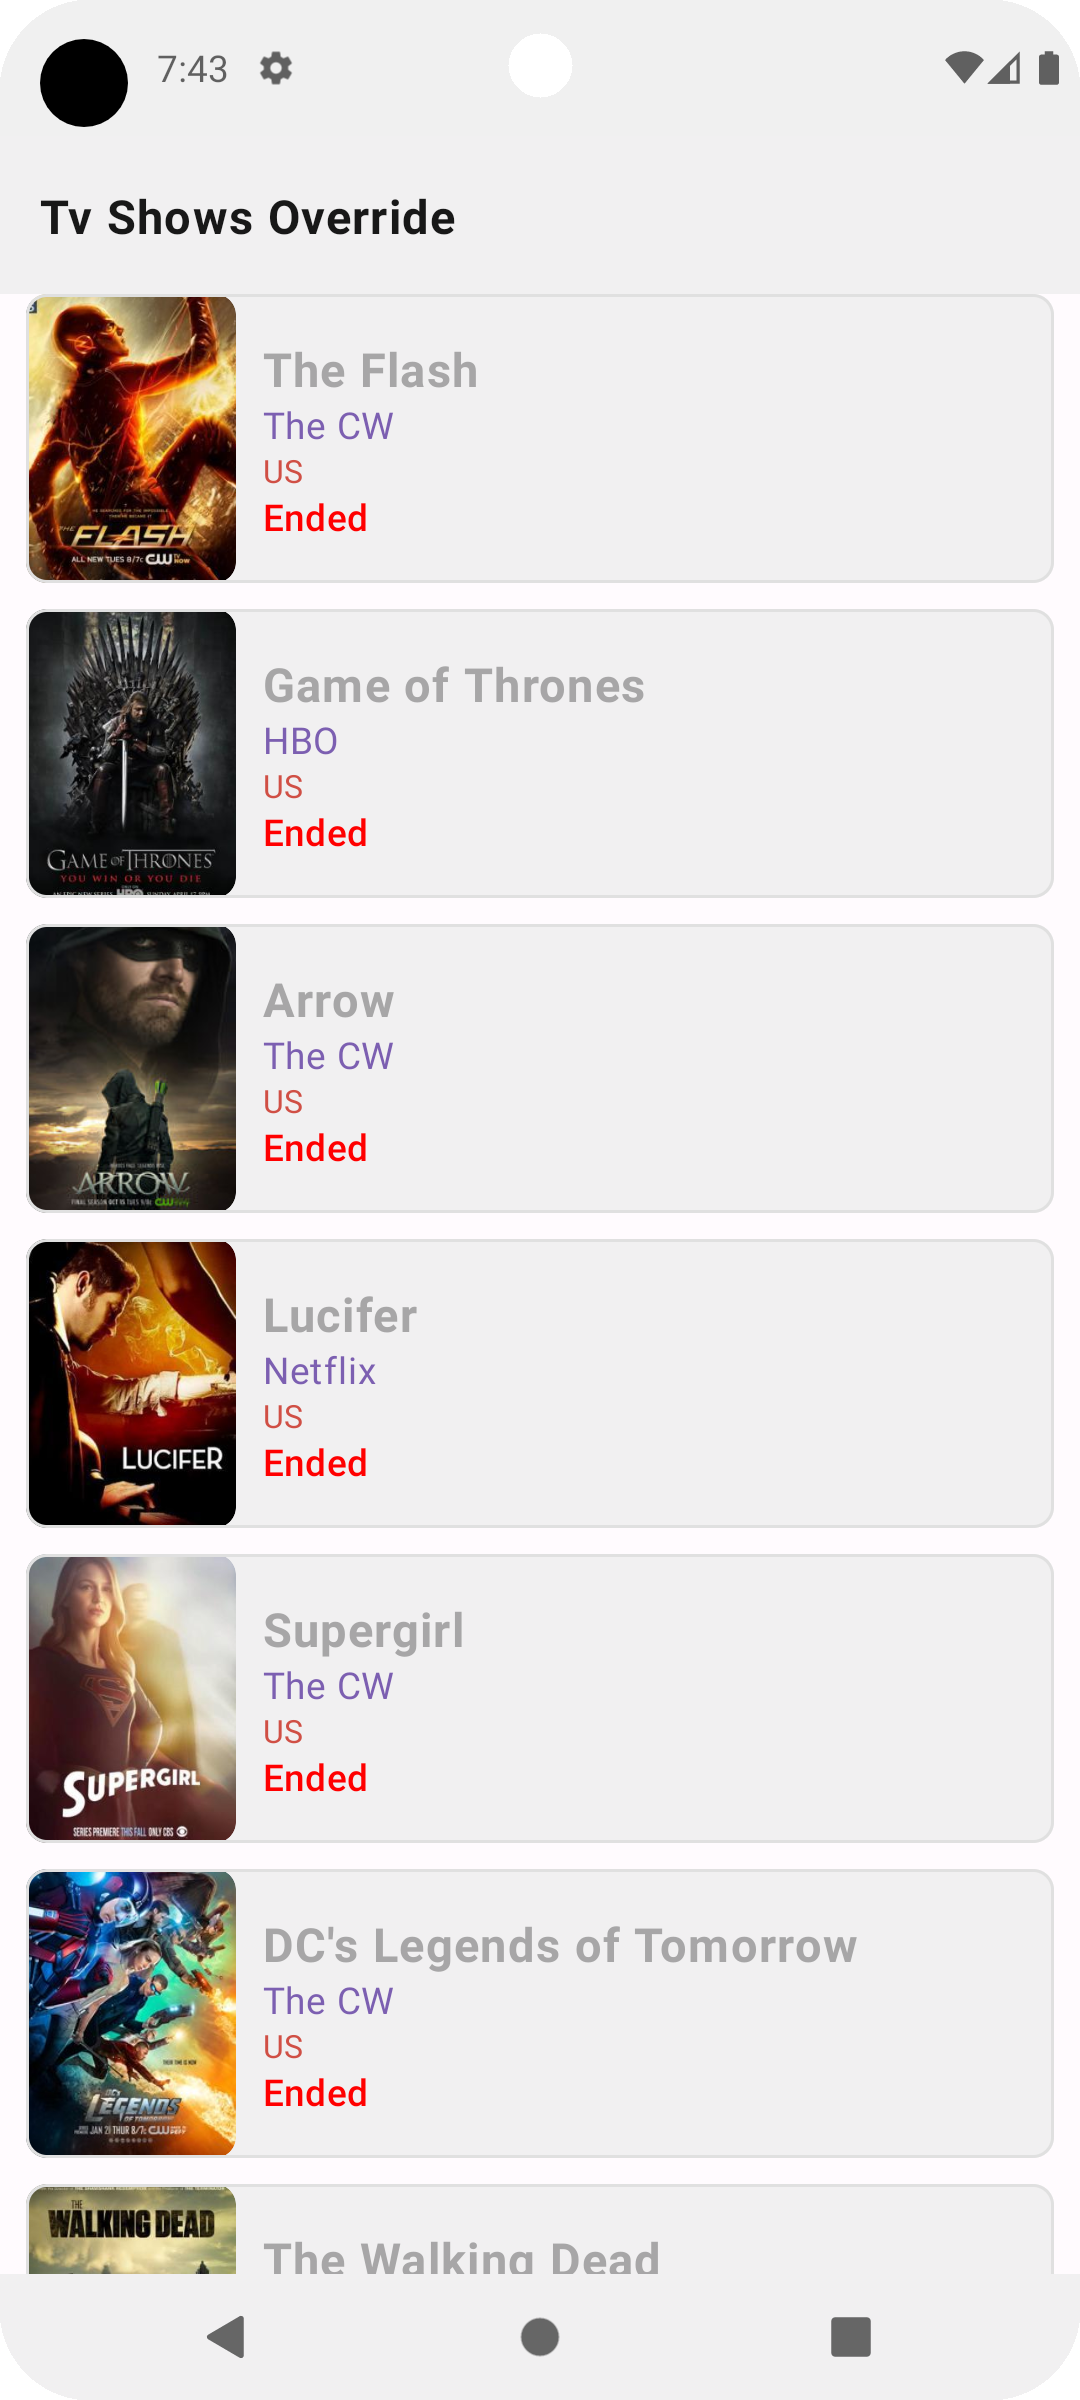 7:43
Tv Shows Override
THE FLASH
ALL NEW TUES 8/7c CW
The Flash
The CW
US
Ended
GAME OF THRONES
YOU WIN OR YOU DIE
Game of Thrones
HBO
US
Ended
ARROW
FINAL SEASON OCT 15 TUES 9/8c CW
Arrow
The CW
US
Ended
LUCIFER
Lucifer
Netflix
US
Ended
SUPERGIRL
SERIES PREMIERE THIS FALL ONLY CBS
Supergirl
The CW
US
Ended
DC's
LEGENDS
OF TOMORROW
JAN 21 THUR 8/7c CW
DC's Legends of Tomorrow
The CW
US
Ended
THE
WALKING DEAD
The Walking Dead